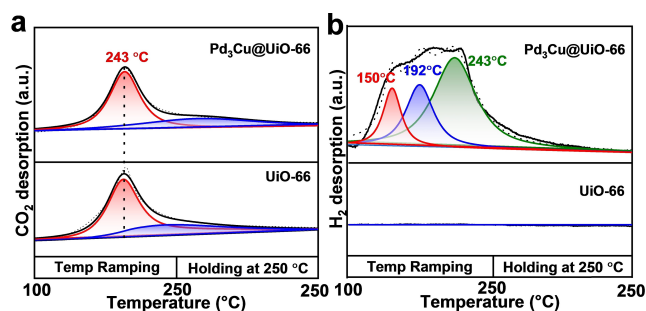 a
243 °C
Pd3Cu@UiO-66
UiO-66
CO2 desorption (a.u.)
Temp Ramping
Holding at 250 °C
100
250
250
Temperature (°C)
b
Pd3Cu@UiO-66
150°C
192°C
243°C
UiO-66
H2 desorption (a.u.)
Temp Ramping
Holding at 250 °C
100
250
250
Temperature (°C)